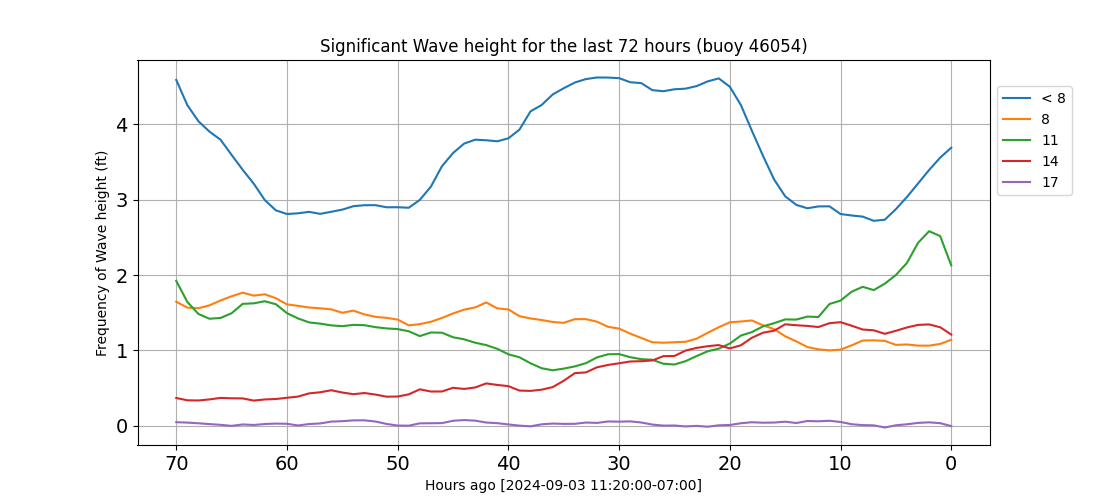 Significant Wave height for the last 72 hours (buoy 46054)
Frequency of Wave height (ft)
4
3
2
1
0
70 60 50 40 30 20 10 0
Hours ago [2024-09-03 11:20:00-07:00]
< 8
8
11
14
17